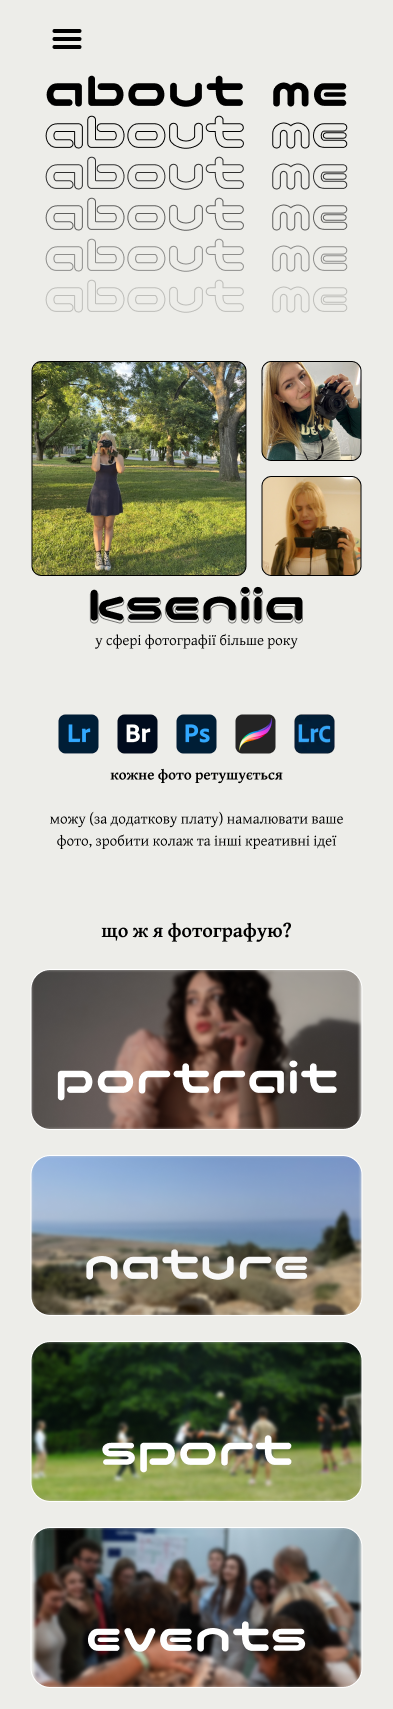 about me
about me
about me
about me
about me
about me
kseniia
у сфері фотографії більше року
Lr Br Ps LrC
кожне фото ретушується
можу (за додаткову плату) намалювати ваше
фото, зробити колаж та інші креативні ідеї
що ж я фотографую?
portrait
nature
sport
events